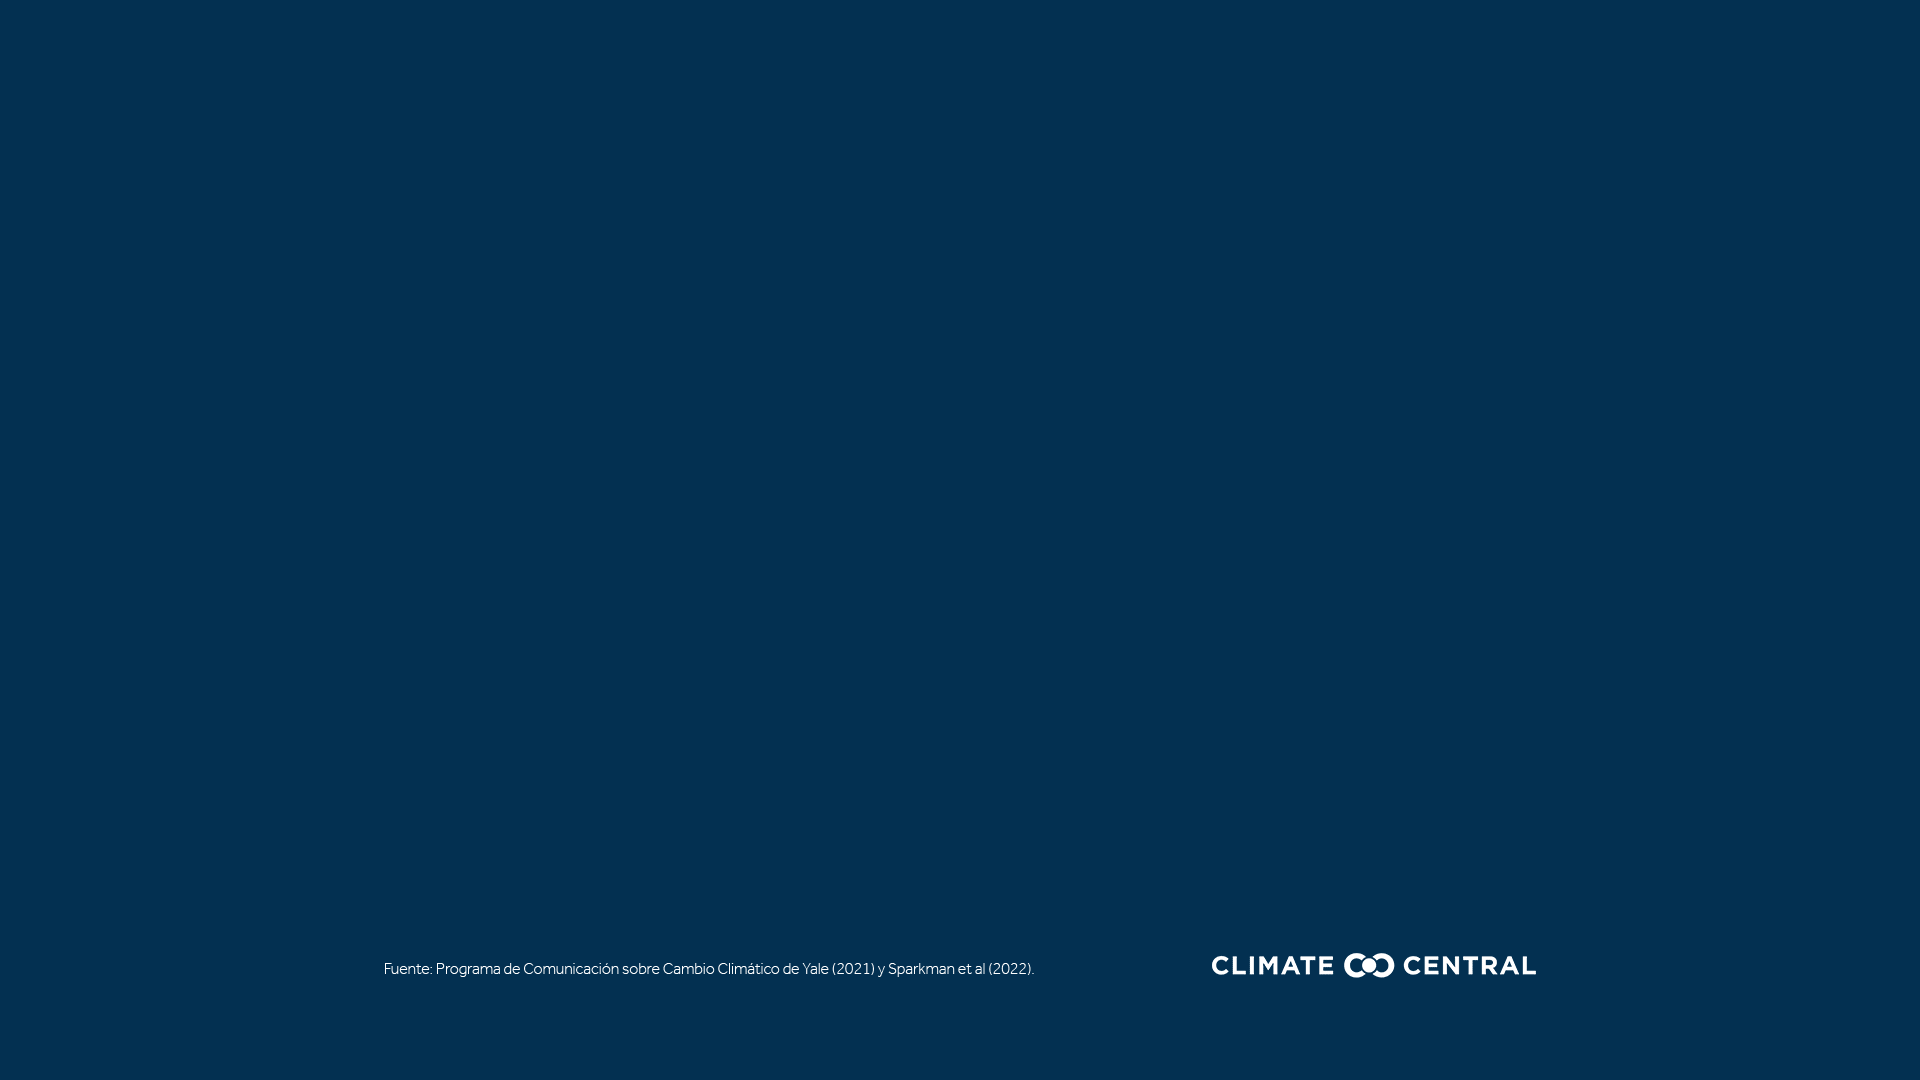 Fuente: Programa de Comunicación sobre Cambio Climático de Yale (2021) y Sparkman et al (2022).
CLIMATE CENTRAL